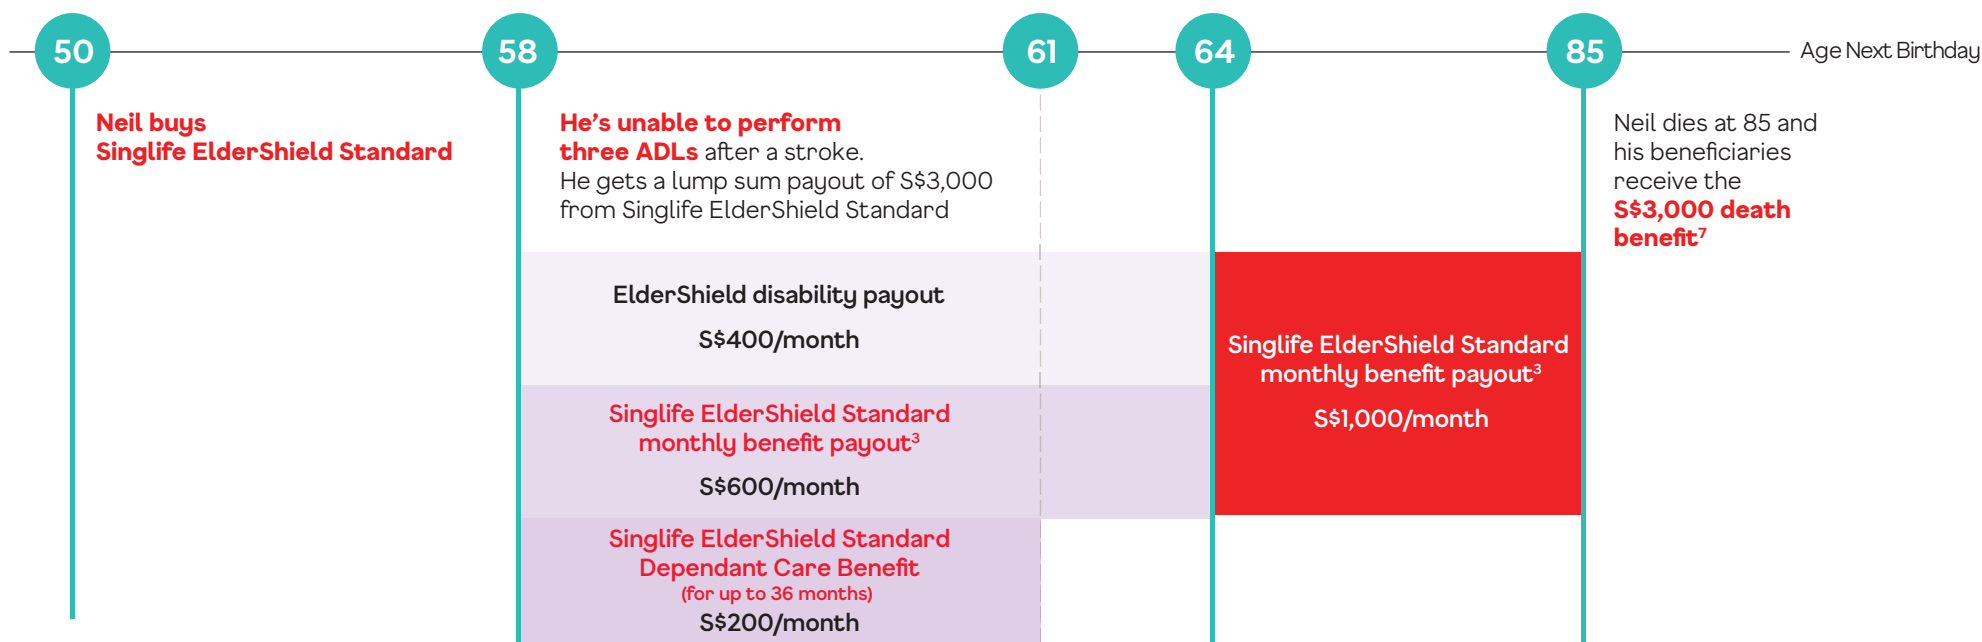 50
58
61
64
85
Age Next Birthday
Neil buys
Singlife ElderShield Standard
He's unable to perform
three ADLs after a stroke.
He gets a lump sum payout of S$3,000
from Singlife ElderShield Standard
Neil dies at 85 and
his beneficiaries
receive the
S$3,000 death
benefit⁷
ElderShield disability payout
S$400/month
Singlife ElderShield Standard
monthly benefit payout³
S$600/month
Singlife ElderShield Standard
Dependant Care Benefit
(for up to 36 months)
S$200/month
Singlife ElderShield Standard
monthly benefit payout³
S$1,000/month